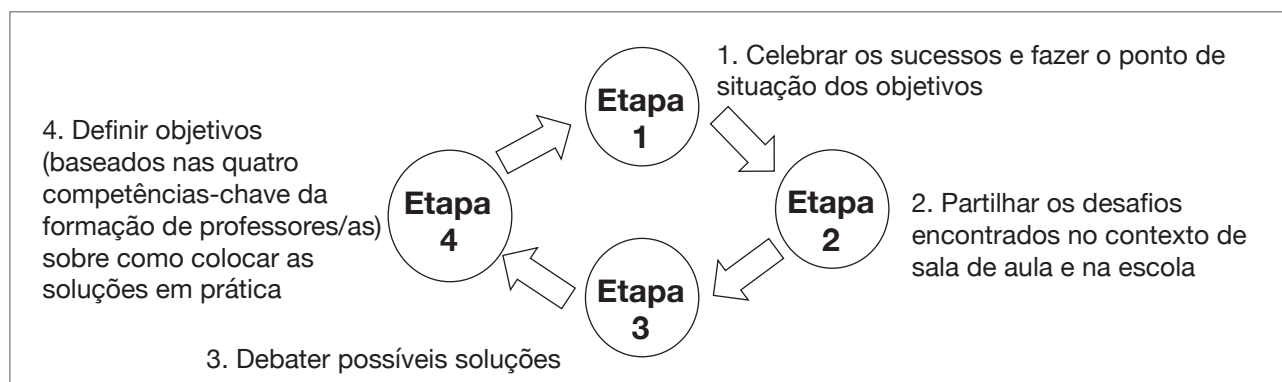 Etapa
1
1. Celebrar os sucessos e fazer o ponto de
situação dos objetivos
Etapa
2
2. Partilhar os desafios
encontrados no contexto de
sala de aula e na escola
Etapa
3
3. Debater possíveis soluções
Etapa
4
4. Definir objetivos
(baseados nas quatro
competências-chave da
formação de professores/as)
sobre como colocar as
soluções em prática